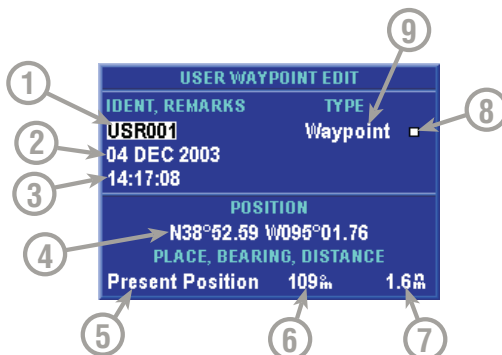 9
USER WAYPOINT EDIT
1
8
IDENT, REMARKS TYPE
USR001 Waypoint
2
04 DEC 2003
3
14:17:08
POSITION
4
N38°52.59 W095°01.76
PLACE, BEARING, DISTANCE
Present Position 109°m 1.6nm
5
6
7